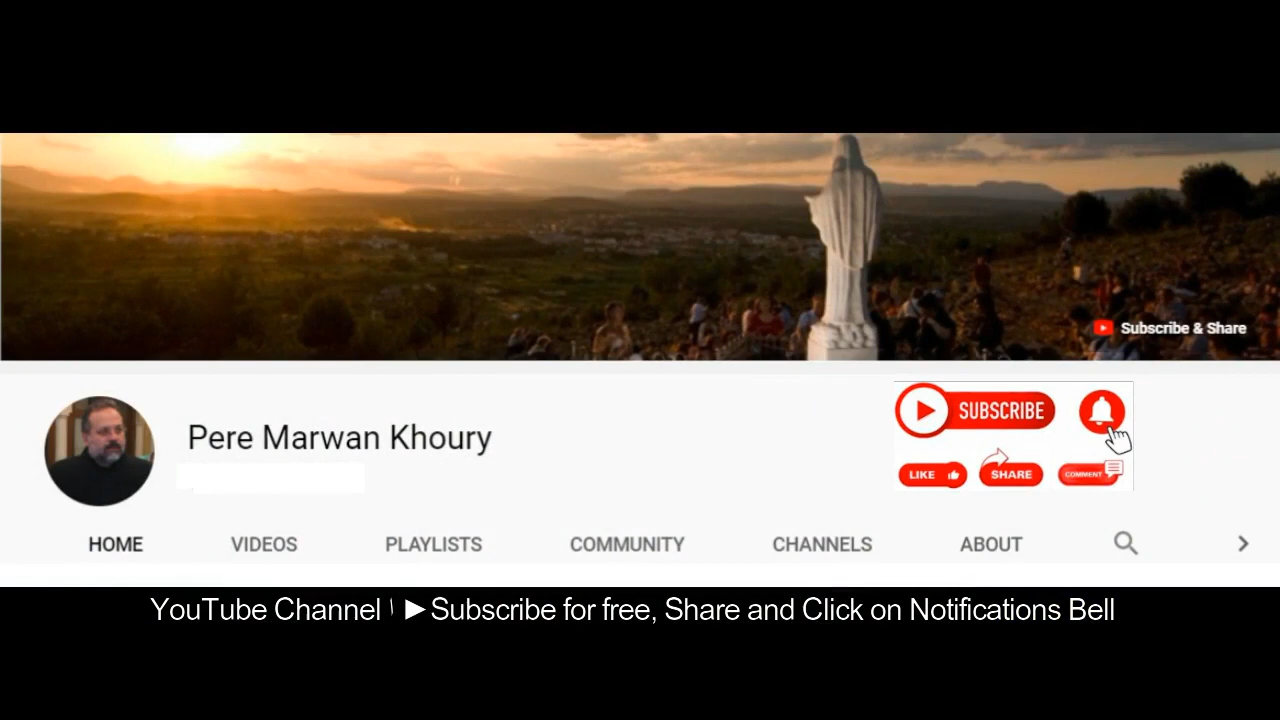 Subscribe & Share
Pere Marwan Khoury
SUBSCRIBE
LIKE
SHARE
COMMENT
HOME VIDEOS PLAYLISTS COMMUNITY CHANNELS ABOUT
YouTube Channel ١ ►Subscribe for free, Share and Click on Notifications Bell